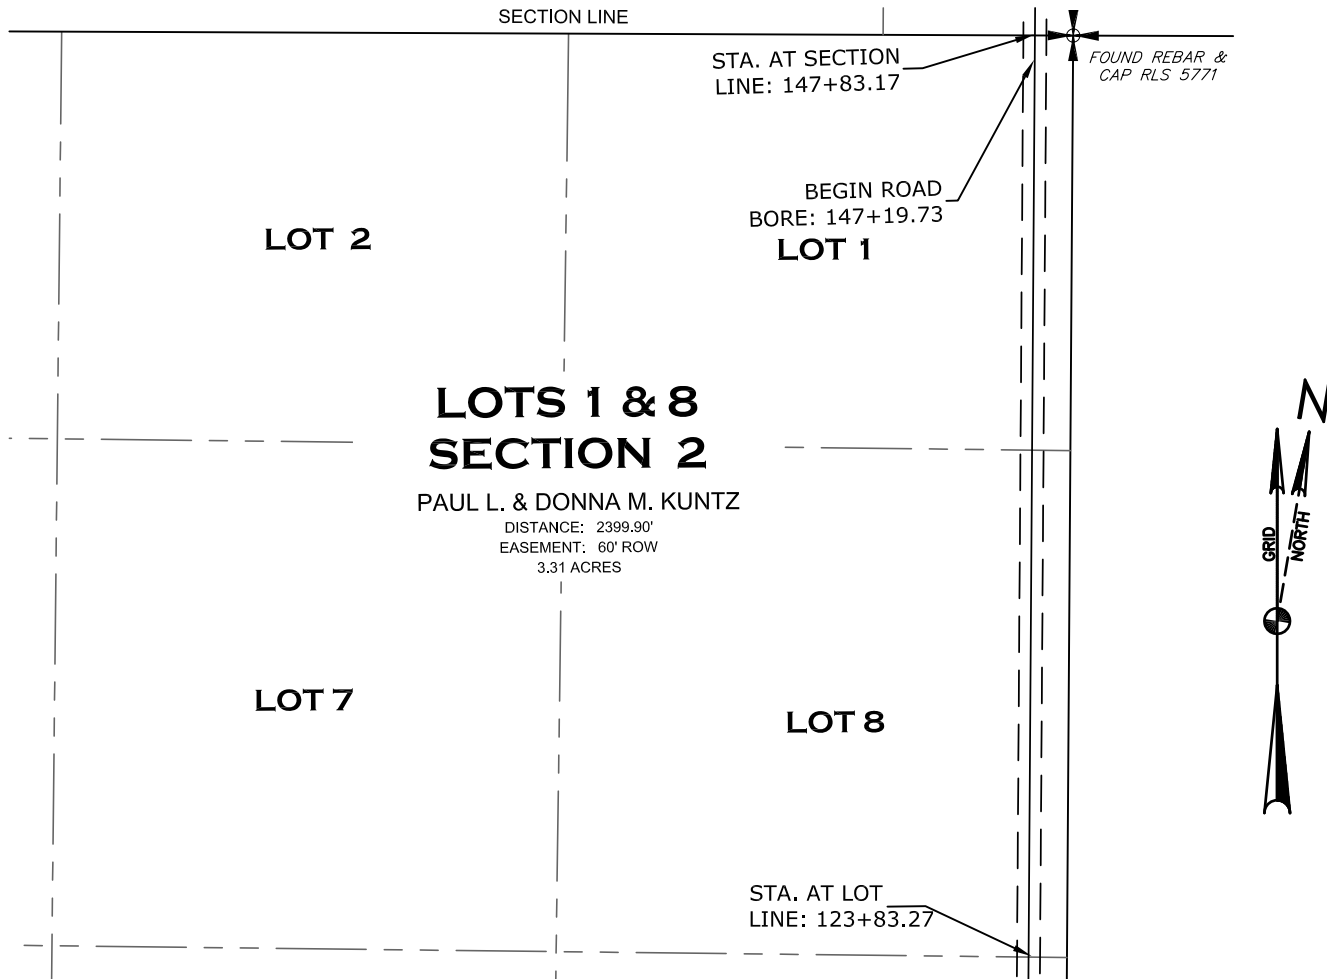 SECTION LINE
STA. AT SECTION
LINE: 147+83.17
FOUND REBAR &
CAP RLS 5771
BEGIN ROAD
BORE: 147+19.73
LOT 2
LOT 1
LOTS 1 & 8
SECTION 2
PAUL L. & DONNA M. KUNTZ
DISTANCE: 2399.90'
EASEMENT: 60' ROW
3.31 ACRES
N
GRID
NORTH
LOT 7
LOT 8
STA. AT LOT
LINE: 123+83.27